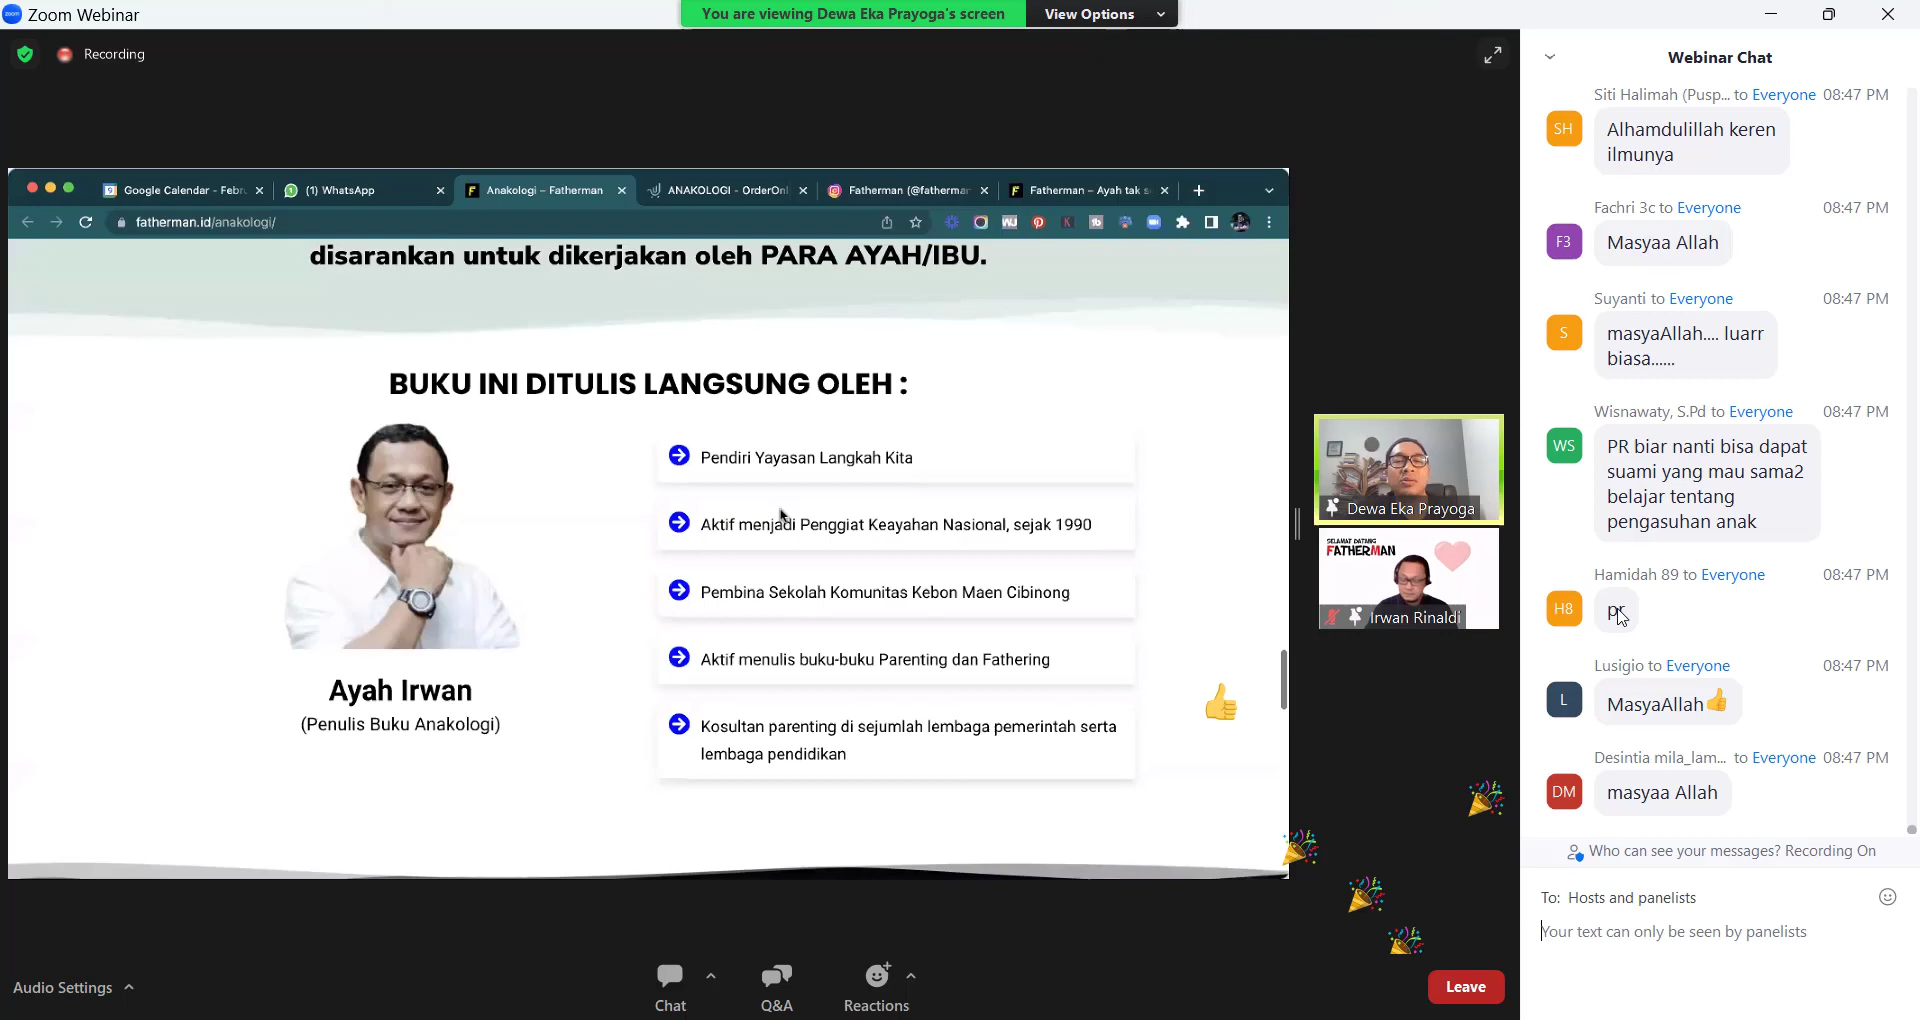 Zoom Webinar
You are viewing Dewa Eka Prayoga's screen
View Options
Recording
Google Calendar - Febru
(1) WhatsApp
Anakologi – Fatherman
ANAKOLOGI - OrderOnl
Fatherman (@fatherman
Fatherman – Ayah tak s
fatherman.id/anakologi/
disarankan untuk dikerjakan oleh PARA AYAH/IBU.
BUKU INI DITULIS LANGSUNG OLEH :
Ayah Irwan
(Penulis Buku Anakologi)
Pendiri Yayasan Langkah Kita
Aktif menjadi Penggiat Keayahan Nasional, sejak 1990
Pembina Sekolah Komunitas Kebon Maen Cibinong
Aktif menulis buku-buku Parenting dan Fathering
Kosultan parenting di sejumlah lembaga pemerintah serta
lembaga pendidikan
Dewa Eka Prayoga
SELAMAT DATANG
FATHERMAN
Irwan Rinaldi
Audio Settings
Chat
Q&A
Reactions
Leave
Webinar Chat
Siti Halimah (Pusp... to Everyone 08:47 PM
SH
Alhamdulillah keren
ilmunya
Fachri 3c to Everyone 08:47 PM
F3
Masyaa Allah
Suyanti to Everyone 08:47 PM
S
masyaAllah.... luarr
biasa......
Wisnawaty, S.Pd to Everyone 08:47 PM
WS
PR biar nanti bisa dapat
suami yang mau sama2
belajar tentang
pengasuhan anak
Hamidah 89 to Everyone 08:47 PM
H8
pr
Lusigio to Everyone 08:47 PM
L
MasyaAllah👍
Desintia mila_lam... to Everyone 08:47 PM
DM
masyaa Allah
Who can see your messages? Recording On
To: Hosts and panelists
Your text can only be seen by panelists